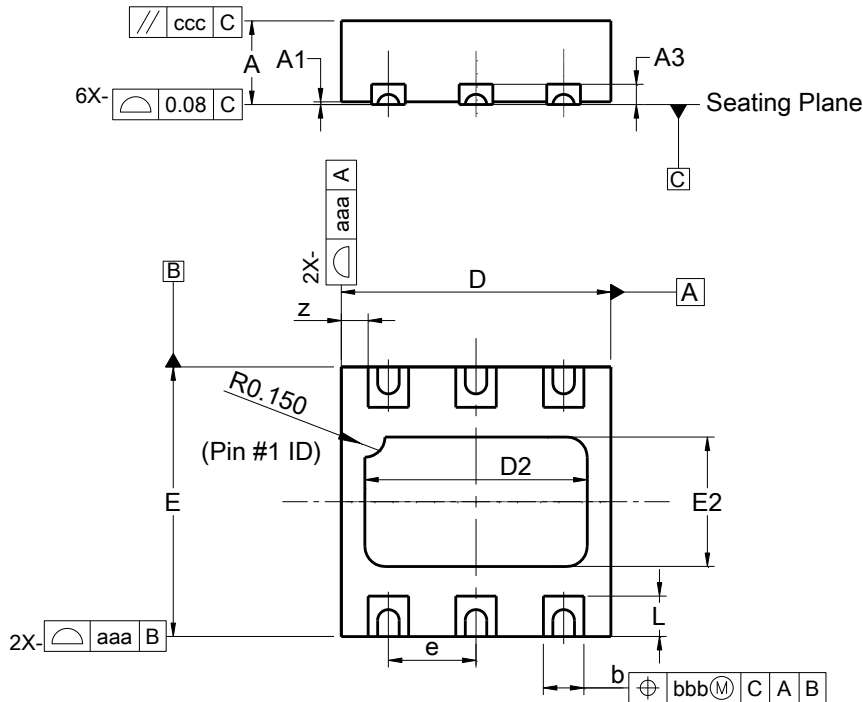 // ccc C
A
A1
A3
6X- ⌓ 0.08 C
Seating Plane
C
2X- ⌓ aaa A
B
D
A
z
R0.150
(Pin #1 ID)
D2
E
E2
L
2X- ⌓ aaa B
e
b ⌖ bbbⓂ C A B